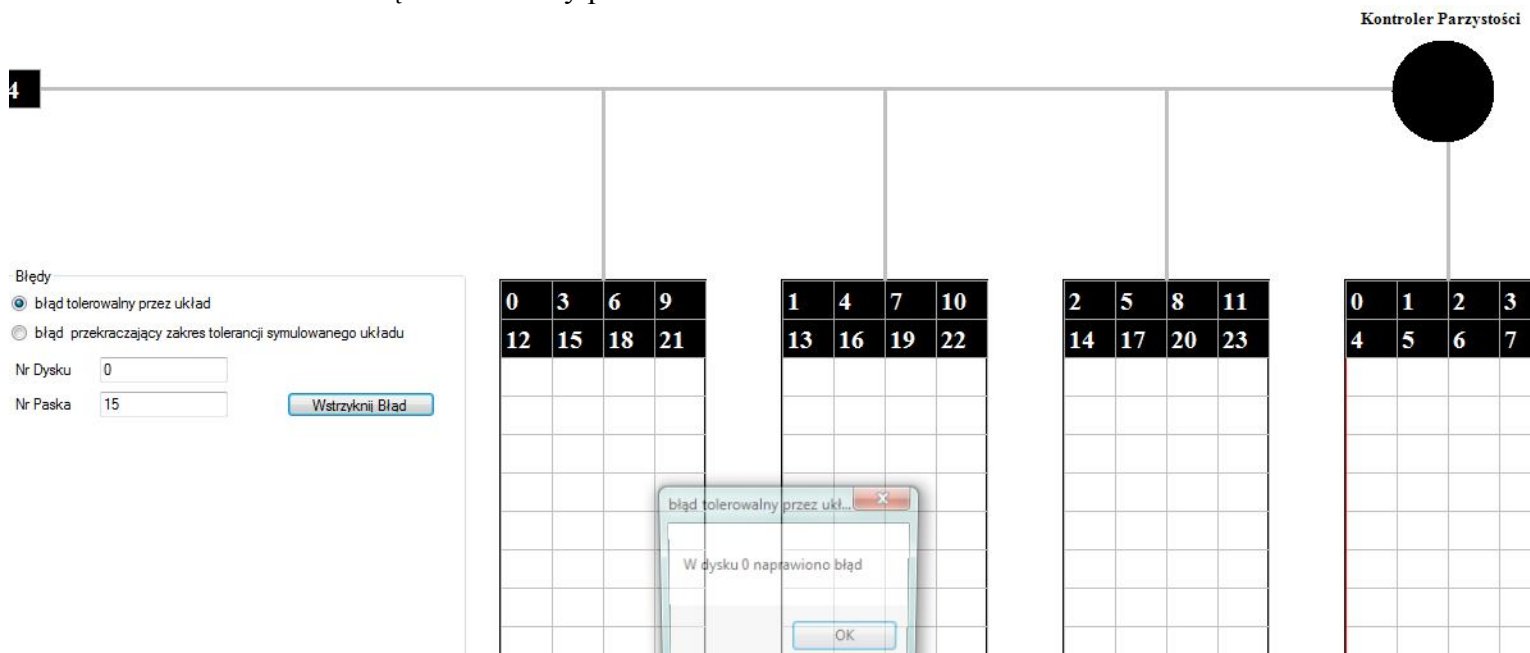 Kontroler Parzystości
4
Błędy
błąd tolerowalny przez układ
błąd przekraczający zakres tolerancji symulowanego układu
Nr Dysku 0
Nr Paska 15
Wstrzyknij Błąd
0 3 6 9
12 15 18 21
1 4 7 10
13 16 19 22
2 5 8 11
14 17 20 23
0 1 2 3
4 5 6 7
błąd tolerowalny przez ukł...
W dysku 0 naprawiono błąd
OK